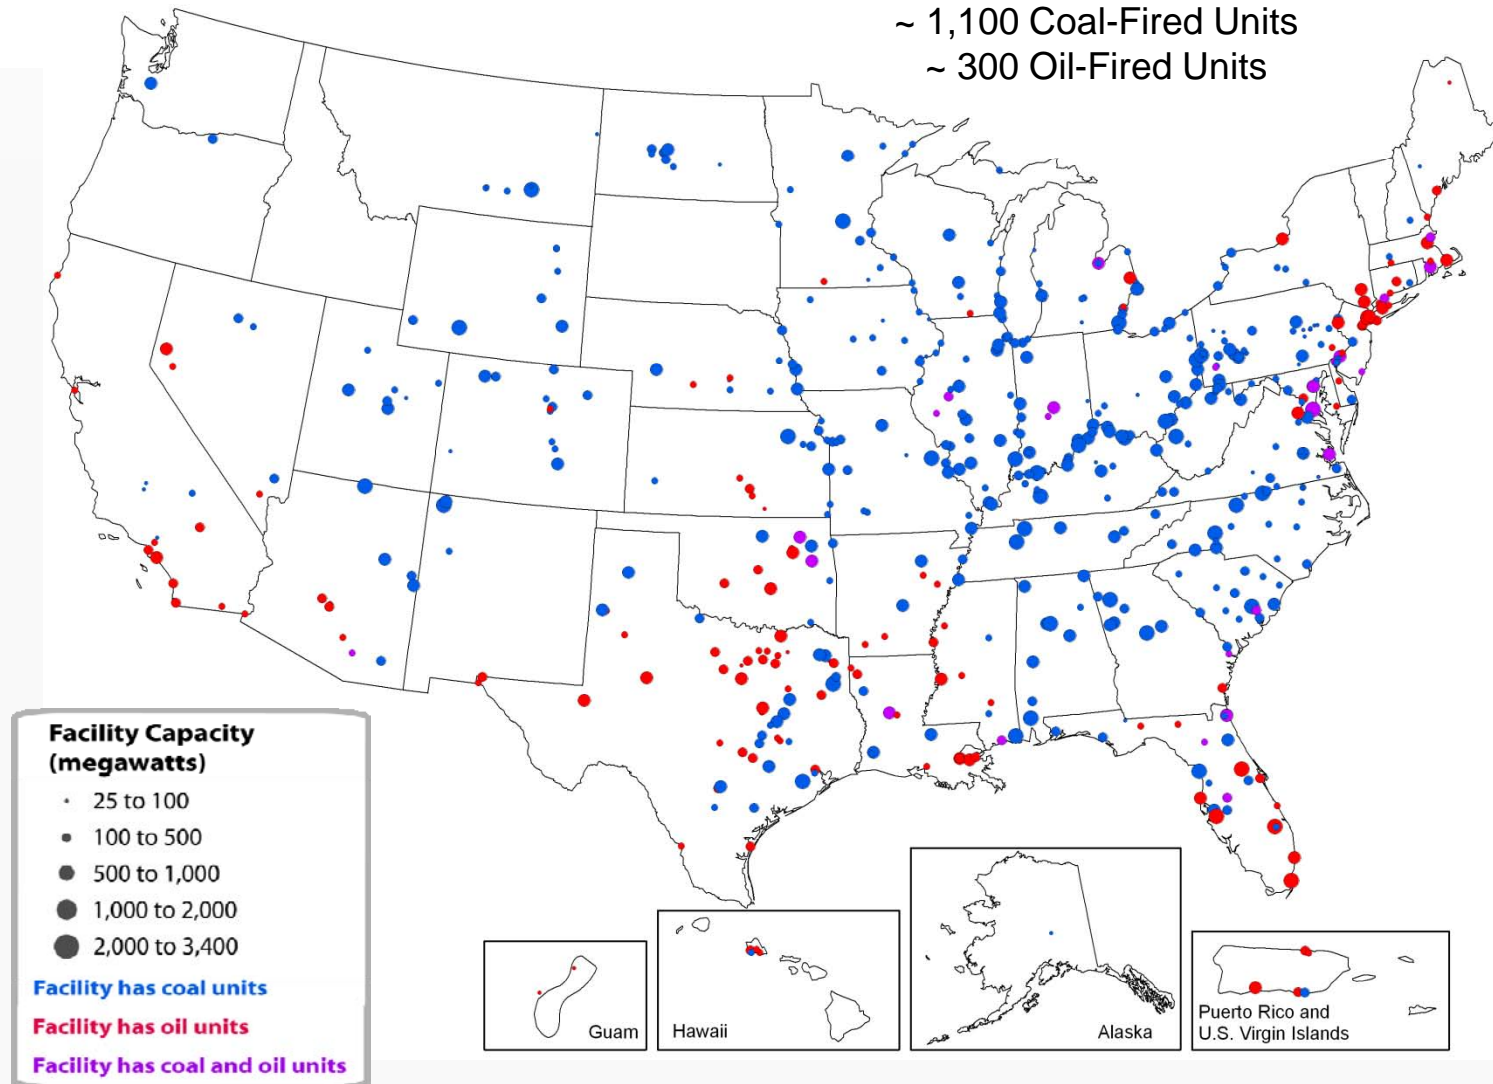 ~ 1,100 Coal-Fired Units
~ 300 Oil-Fired Units
Facility Capacity
(megawatts)
25 to 100
100 to 500
500 to 1,000
1,000 to 2,000
2,000 to 3,400
Facility has coal units
Facility has oil units
Facility has coal and oil units
Guam
Hawaii
Alaska
Puerto Rico and
U.S. Virgin Islands